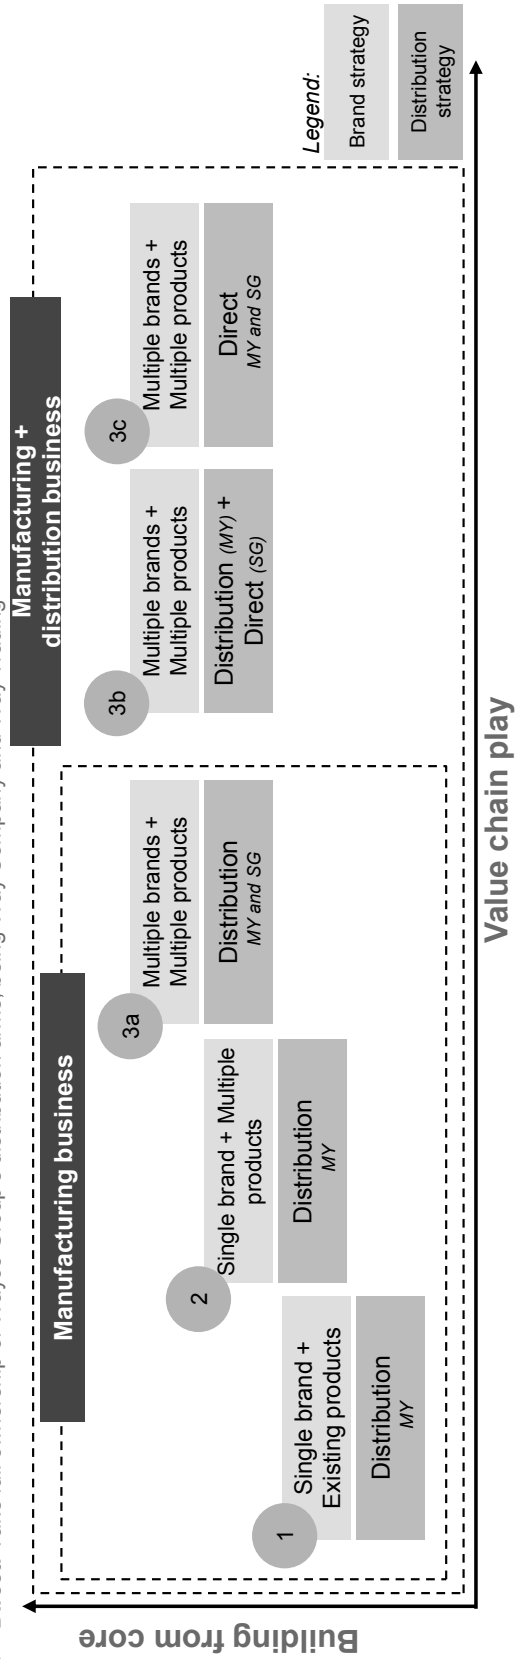 Manufacturing +
distribution business
Manufacturing business
Building from core
1
Single brand +
Existing products
Distribution
MY
2
Single brand + Multiple
products
Distribution
MY
3a
Multiple brands +
Multiple products
Distribution
MY and SG
3b
Multiple brands +
Multiple products
Distribution (MY) +
Direct (SG)
3c
Multiple brands +
Multiple products
Direct
MY and SG
Legend:
Brand strategy
Distribution
strategy
Value chain play